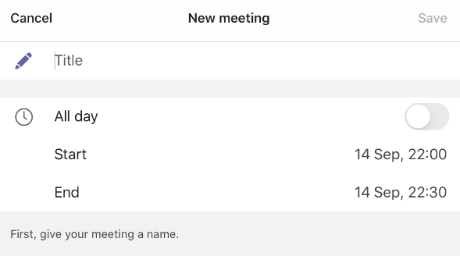 Cancel New meeting Save
Title
All day
Start 14 Sep, 22:00
End 14 Sep, 22:30
First, give your meeting a name.